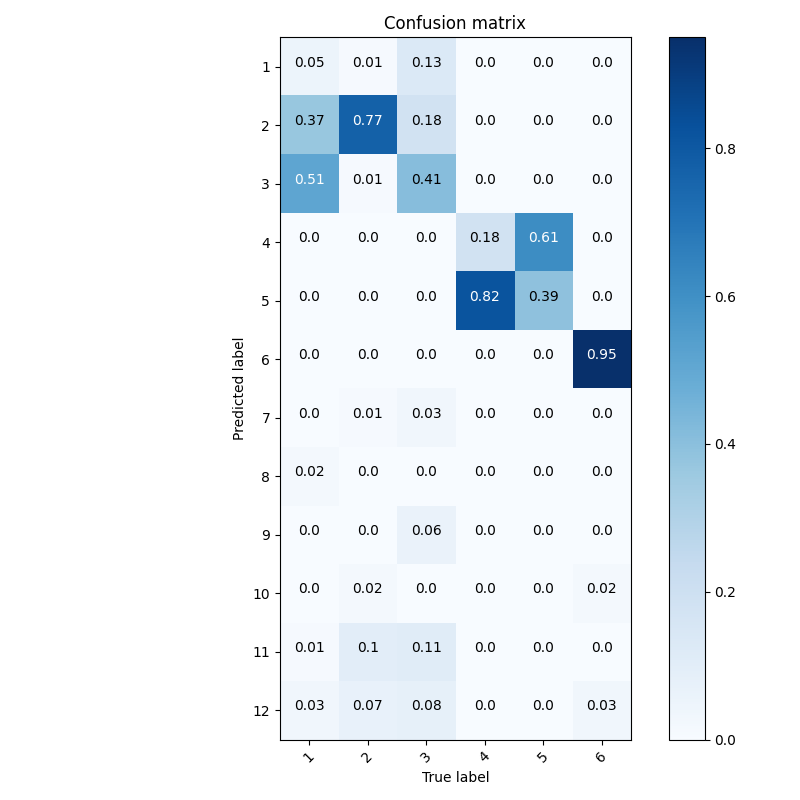 Confusion matrix
1 0.05 0.01 0.13 0.0 0.0 0.0
2 0.37 0.77 0.18 0.0 0.0 0.0
3 0.51 0.01 0.41 0.0 0.0 0.0
4 0.0 0.0 0.0 0.18 0.61 0.0
5 0.0 0.0 0.0 0.82 0.39 0.0
6 0.0 0.0 0.0 0.0 0.0 0.95
7 0.0 0.01 0.03 0.0 0.0 0.0
8 0.02 0.0 0.0 0.0 0.0 0.0
9 0.0 0.0 0.06 0.0 0.0 0.0
10 0.0 0.02 0.0 0.0 0.0 0.02
11 0.01 0.1 0.11 0.0 0.0 0.0
12 0.03 0.07 0.08 0.0 0.0 0.03
1 2 3 4 5 6
True label
Predicted label
0.8
0.6
0.4
0.2
0.0